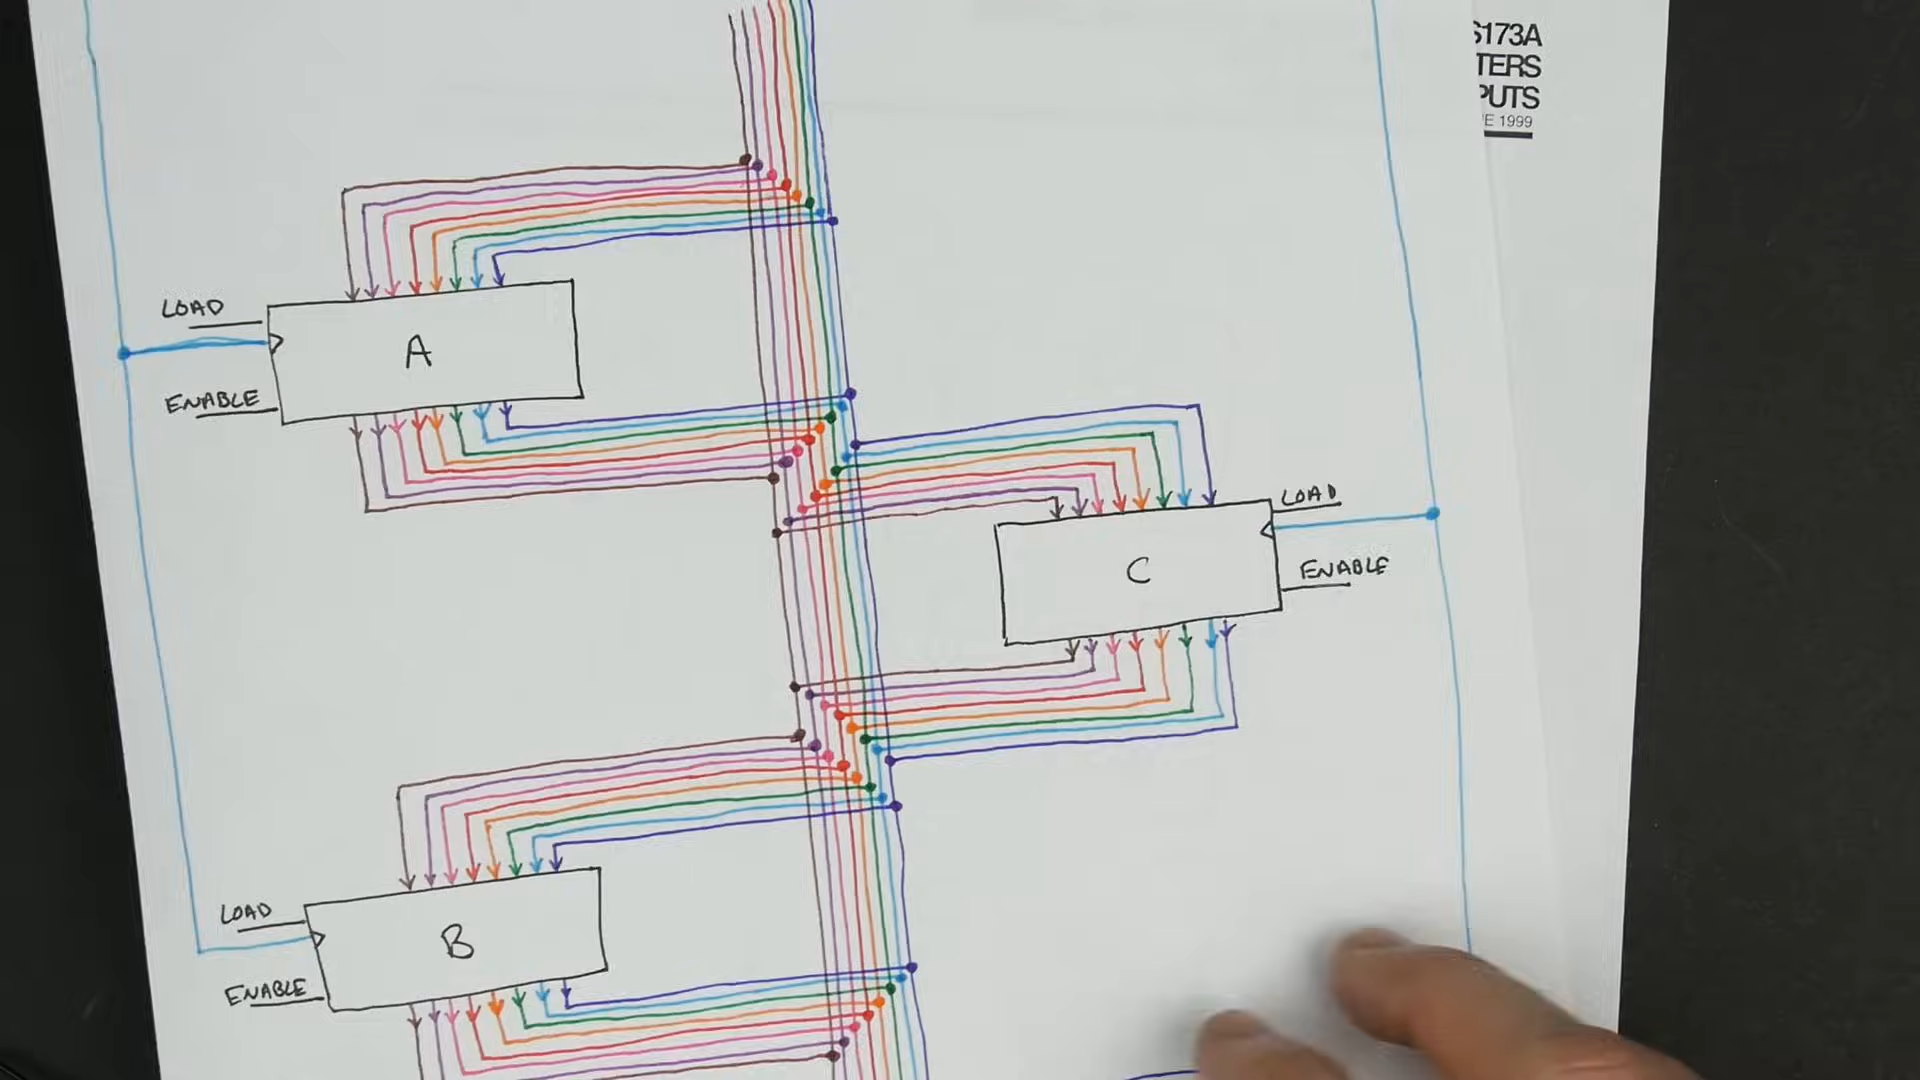 S173A
TERS
PUTS
E 1999
LOAD
A
ENABLE
LOAD
C
ENABLE
LOAD
B
ENABLE